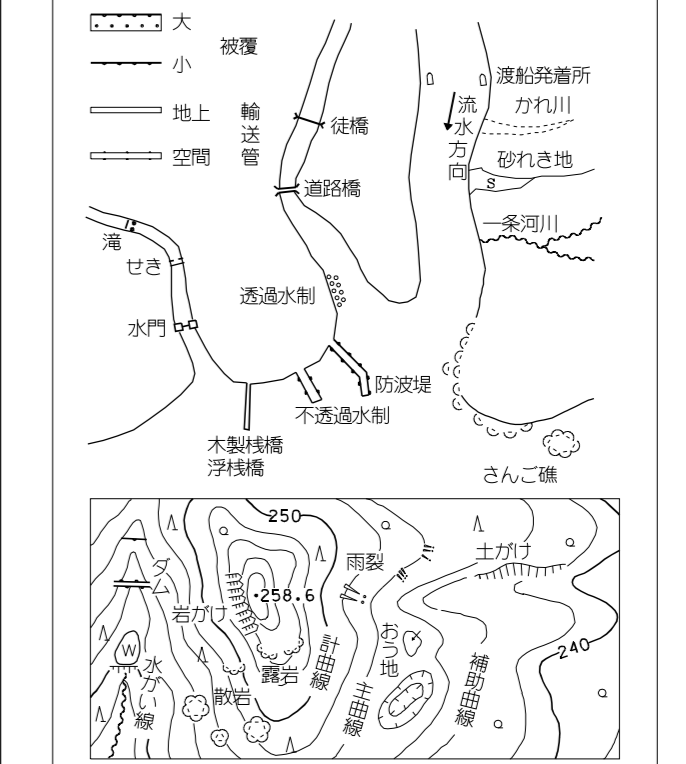 大
小
被覆
地上
空間
輸送管
徒橋
道路橋
渡船発着所
流水方向
かれ川
砂れき地
s
一条河川
滝
せき
水門
透過水制
防波堤
不透過水制
木製桟橋
浮桟橋
さんご礁
250
雨裂
土がけ
ダム
・258.6
岩がけ
計曲線
おう地
240
W
水がい線
露岩
散岩
主曲線
補助曲線